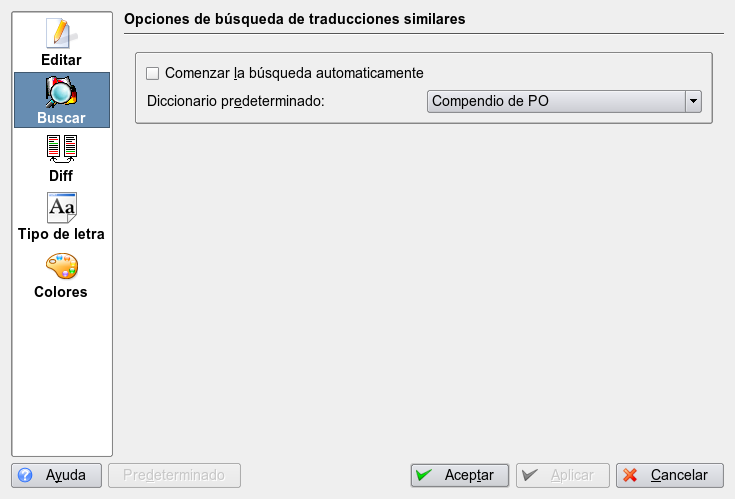 Opciones de búsqueda de traducciones similares
Editar
Buscar
Diff
Aa
Tipo de letra
Colores
Comenzar la búsqueda automaticamente
Diccionario predeterminado: Compendio de PO
Ayuda Predeterminado Aceptar Aplicar Cancelar